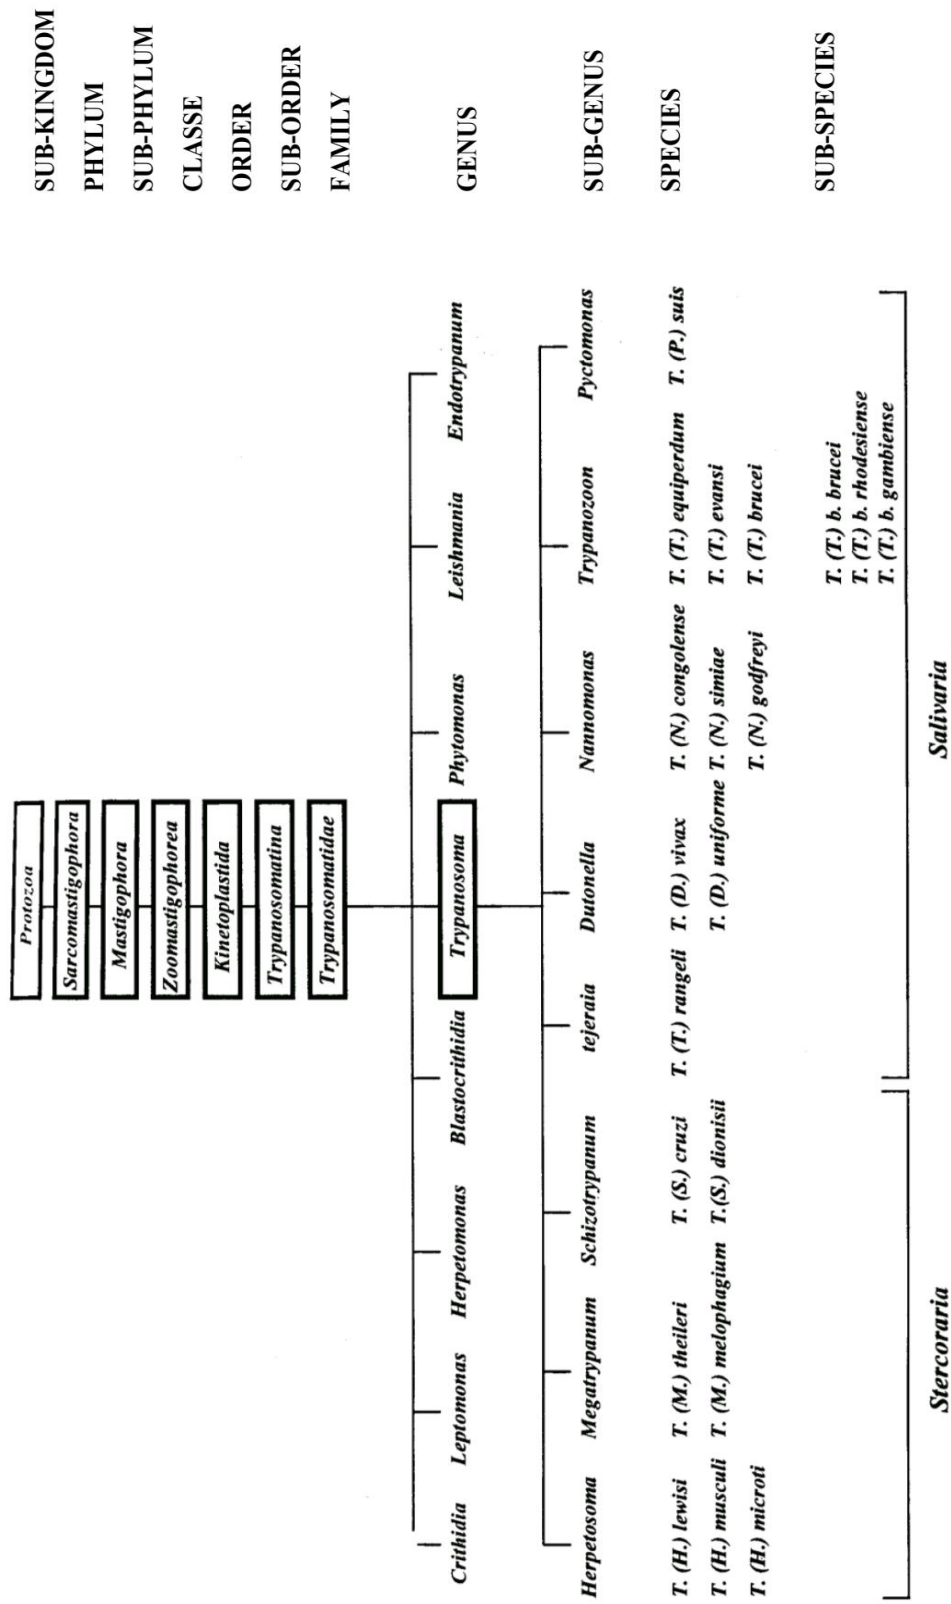 Protozoa SUB-KINGDOM
Sarcomastigophora PHYLUM
Mastigophora SUB-PHYLUM
Zoomastigophorea CLASSE
Kinetoplastida ORDER
Trypanosomatina SUB-ORDER
Trypanosomatidae FAMILY
Crithidia Leptomonas Herpetomonas Blastocrithidia Trypanosoma Phytomonas Leishmania Endotrypanum GENUS
Herpetosoma Megatrypanum Schizotrypanum tejeraia Dutonella Nannomonas Trypanozoon Pyctomonas SUB-GENUS
T. (H.) lewisi T. (M.) theileri T. (S.) cruzi T. (T.) rangeli T. (D.) vivax T. (N.) congolense T. (T.) equiperdum T. (P.) suis SPECIES
T. (H.) musculi T. (M.) melophagium T.(S.) dionisii T. (D.) uniforme T. (N.) simiae T. (T.) evansi
T. (H.) microti T. (N.) godfreyi T. (T.) brucei
SUB-SPECIES
T. (T.) b. brucei
T. (T.) b. rhodesiense
T. (T.) b. gambiense
Stercoraria Salivaria